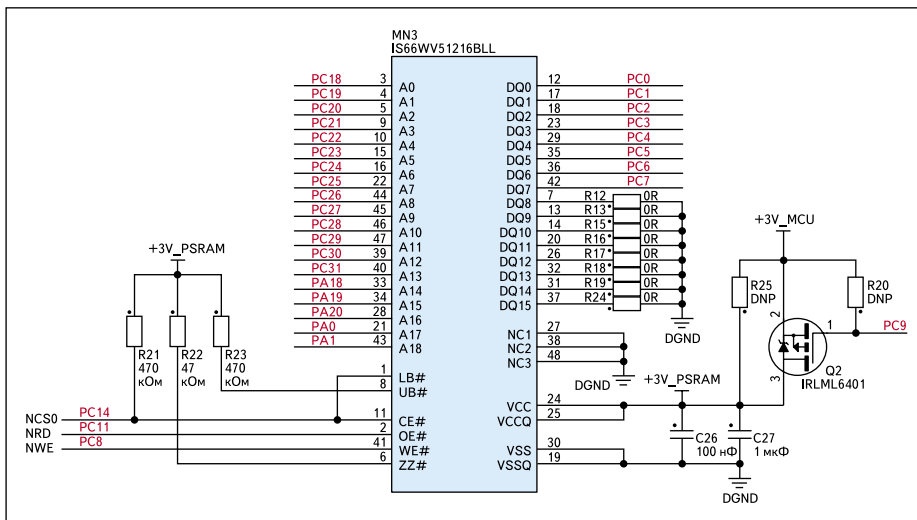 MN3
IS66WV51216BLL
PC18 3 A0 DQ0 12 PC0
PC19 4 A1 DQ1 17 PC1
PC20 5 A2 DQ2 18 PC2
PC21 9 A3 DQ3 23 PC3
PC22 10 A4 DQ4 29 PC4
PC23 15 A5 DQ5 35 PC5
PC24 16 A6 DQ6 36 PC6
PC25 22 A7 DQ7 42 PC7
PC26 44 A8 DQ8 7 R12 0R
PC27 45 A9 DQ9 13 R13 0R
PC28 46 A10 DQ10 14 R15 0R
PC29 47 A11 DQ11 20 R16 0R
PC30 39 A12 DQ12 26 R17 0R
PC31 40 A13 DQ13 32 R18 0R
PA18 33 A14 DQ14 31 R19 0R
PA19 34 A15 DQ15 37 R24 0R
PA20 28 A16
PA0 21 A17 NC1 27
PA1 43 A18 NC2 38
NC3 48
DGND
DGND
+3V_PSRAM
R21 470 кОм
R22 47 кОм
R23 470 кОм
1 LB#
8 UB#
NCS0 PC14 11 CE#
NRD PC11 2 OE#
NWE PC8 41 WE#
6 ZZ#
VCC 24
VCCQ 25
VSS 30
VSSQ 19
+3V_PSRAM
C26 100 нФ
C27 1 мкФ
DGND
+3V_MCU
R25 DNP
R20 DNP
2
1 PC9
3
Q2
IRLML6401